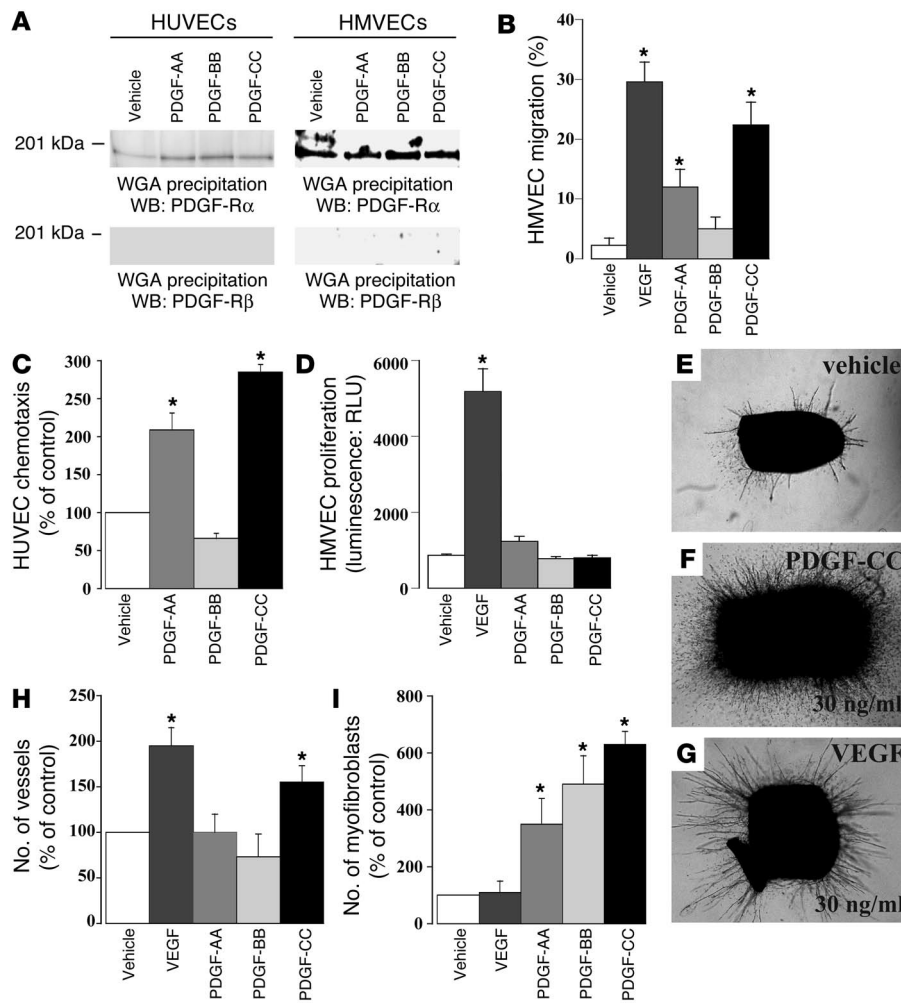 A
HUVECs
HMVECs
Vehicle
PDGF-AA
PDGF-BB
PDGF-CC
Vehicle
PDGF-AA
PDGF-BB
PDGF-CC
201 kDa –
WGA precipitation
WB: PDGF-Rα
WGA precipitation
WB: PDGF-Rα
201 kDa –
WGA precipitation
WB: PDGF-Rβ
WGA precipitation
WB: PDGF-Rβ
B
HMVEC migration (%)
40
30
20
10
0
*
*
*
Vehicle
VEGF
PDGF-AA
PDGF-BB
PDGF-CC
C
HUVEC chemotaxis
(% of control)
300
250
200
150
100
50
0
*
*
Vehicle
PDGF-AA
PDGF-BB
PDGF-CC
D
HMVEC proliferation
(luminescence: RLU)
6000
4000
2000
0
*
Vehicle
VEGF
PDGF-AA
PDGF-BB
PDGF-CC
E
vehicle
F
PDGF-CC
30 ng/ml
G
VEGF
30 ng/ml
H
No. of vessels
(% of control)
250
200
150
100
50
0
*
*
Vehicle
VEGF
PDGF-AA
PDGF-BB
PDGF-CC
I
No. of myofibroblasts
(% of control)
800
600
400
200
0
*
*
*
Vehicle
VEGF
PDGF-AA
PDGF-BB
PDGF-CC